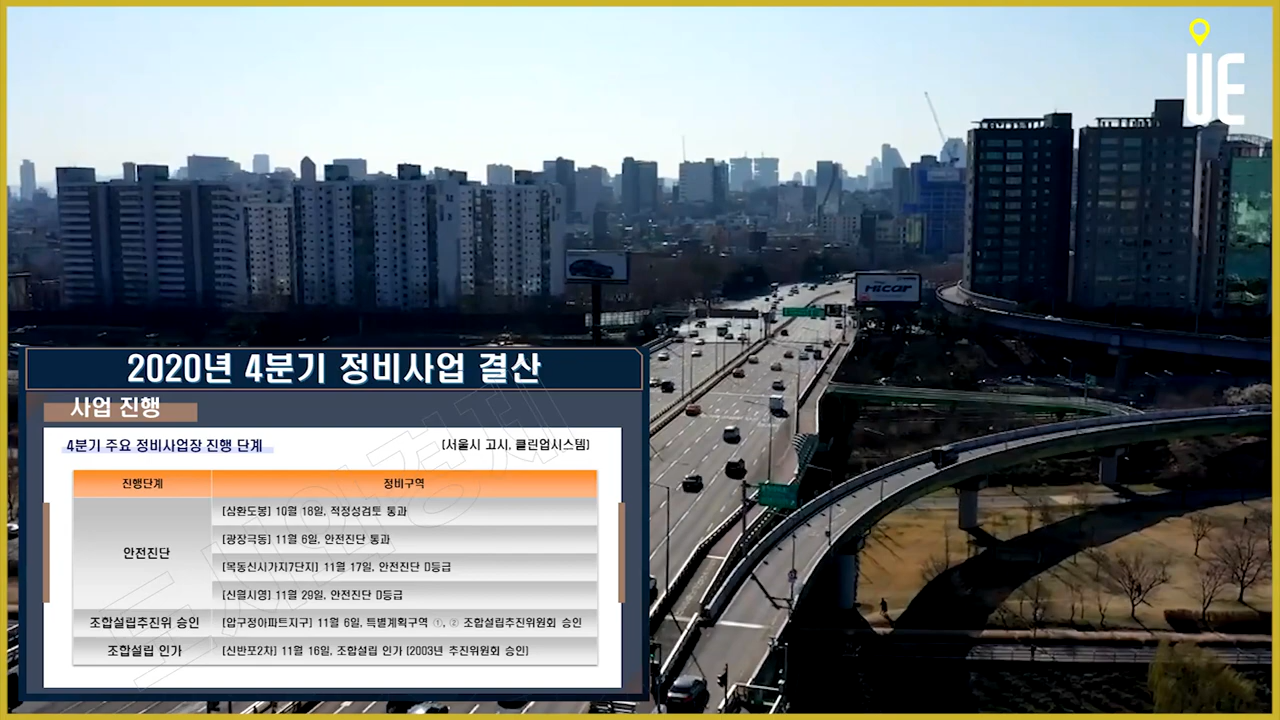 UE
Hicar
2020년 4분기 정비사업 결산
사업 진행
4분기 주요 정비사업장 진행 단계
[서울시 고시, 클린업시스템]
진행단계 정비구역
안전진단
[삼환도봉] 10월 18일, 적정성검토 통과
[광장극동] 11월 6일, 안전진단 통과
[목동신시가지7단지] 11월 17일, 안전진단 D등급
[신월시영] 11월 29일, 안전진단 D등급
조합설립추진위 승인 [압구정아파트지구] 11월 6일, 특별계획구역 ①, ② 조합설립추진위원회 승인
조합설립 인가 [신반포2차] 11월 16일, 조합설립 인가 [2003년 추진위원회 승인]
도시와경제